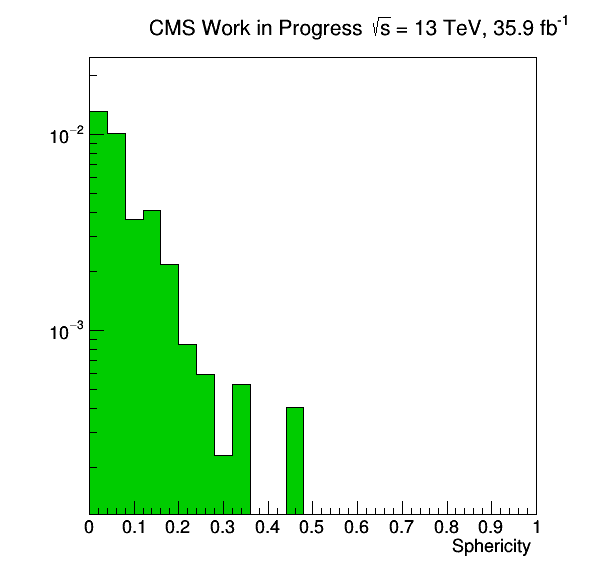 CMS Work in Progress √s = 13 TeV, 35.9 fb⁻¹
10⁻²
10⁻³
0 0.1 0.2 0.3 0.4 0.5 0.6 0.7 0.8 0.9 1
Sphericity